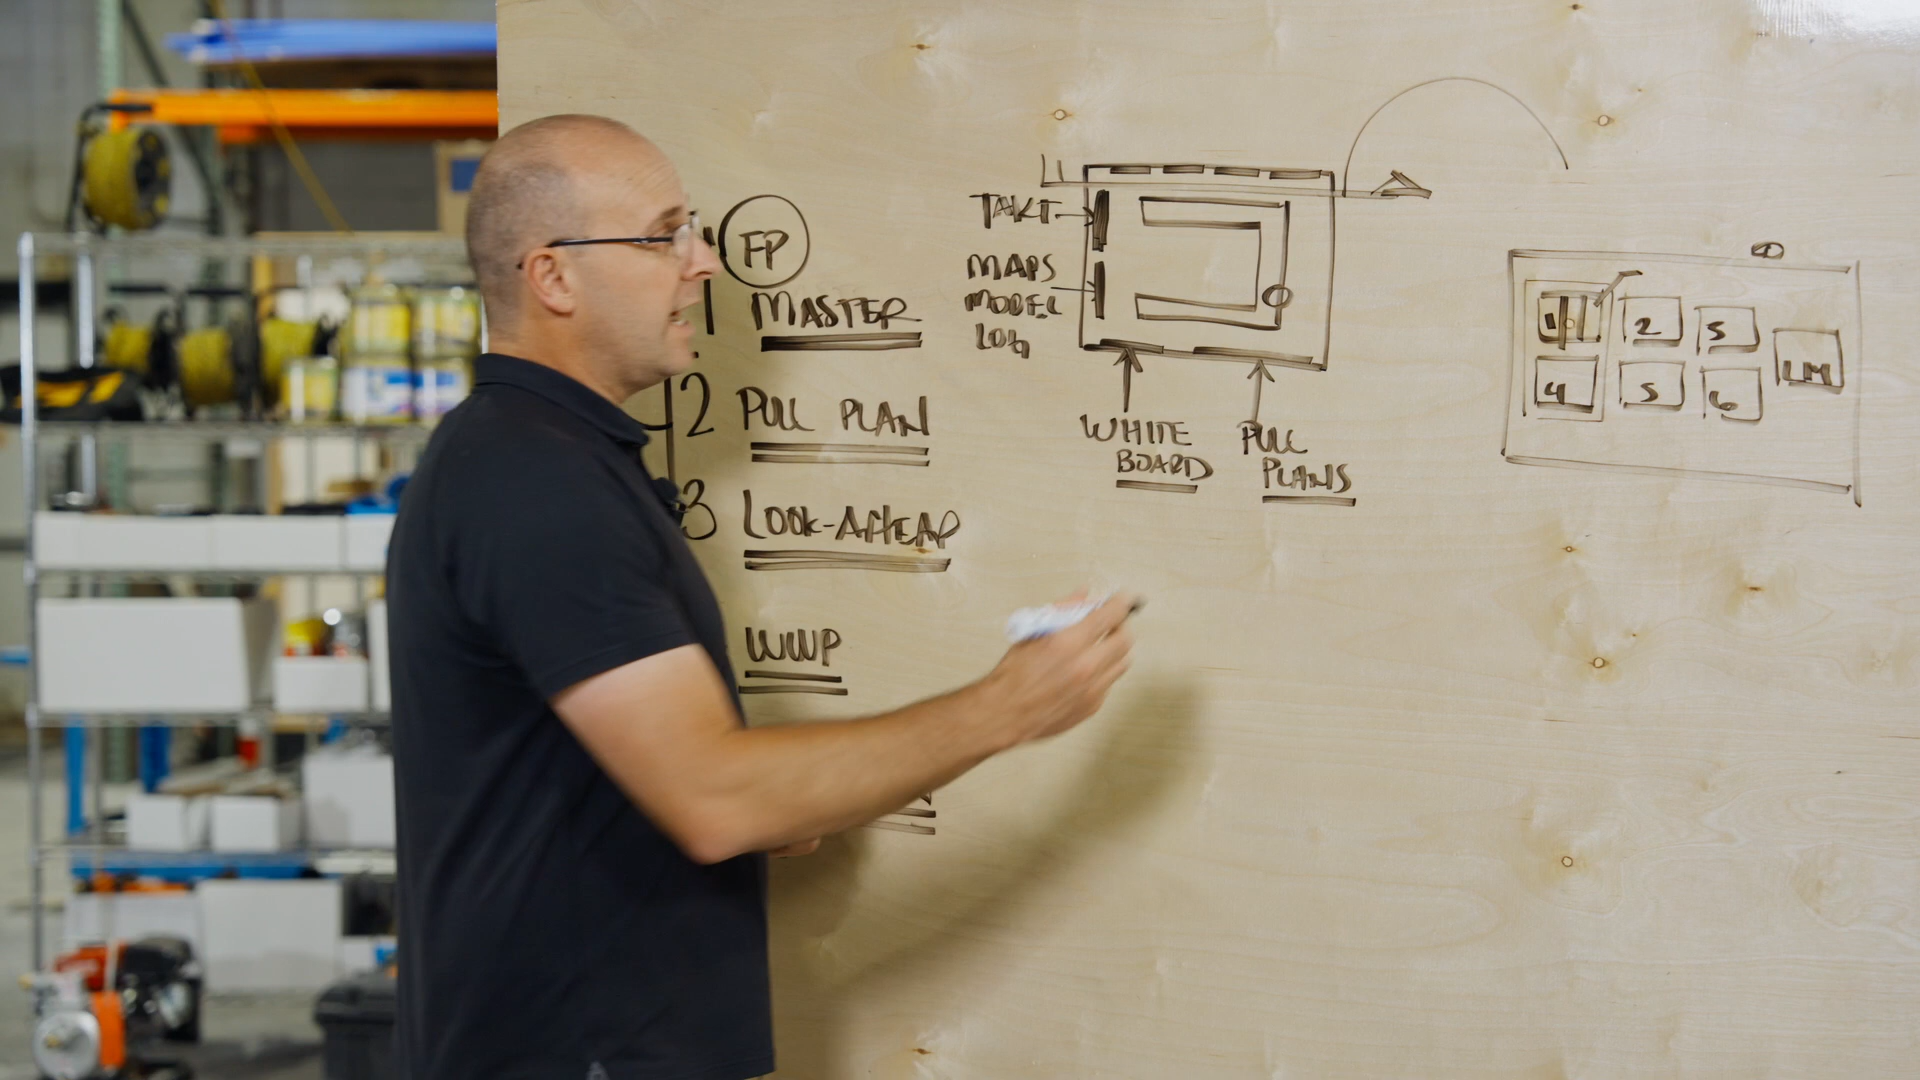 FP
1 MASTER
2 PULL PLAN
3 LOOK-AHEAD
WWP
TAKT
MAPS
MODEL
LOG
WHITE
BOARD
PULL
PLANS
1 2 3
4 5 6
LM